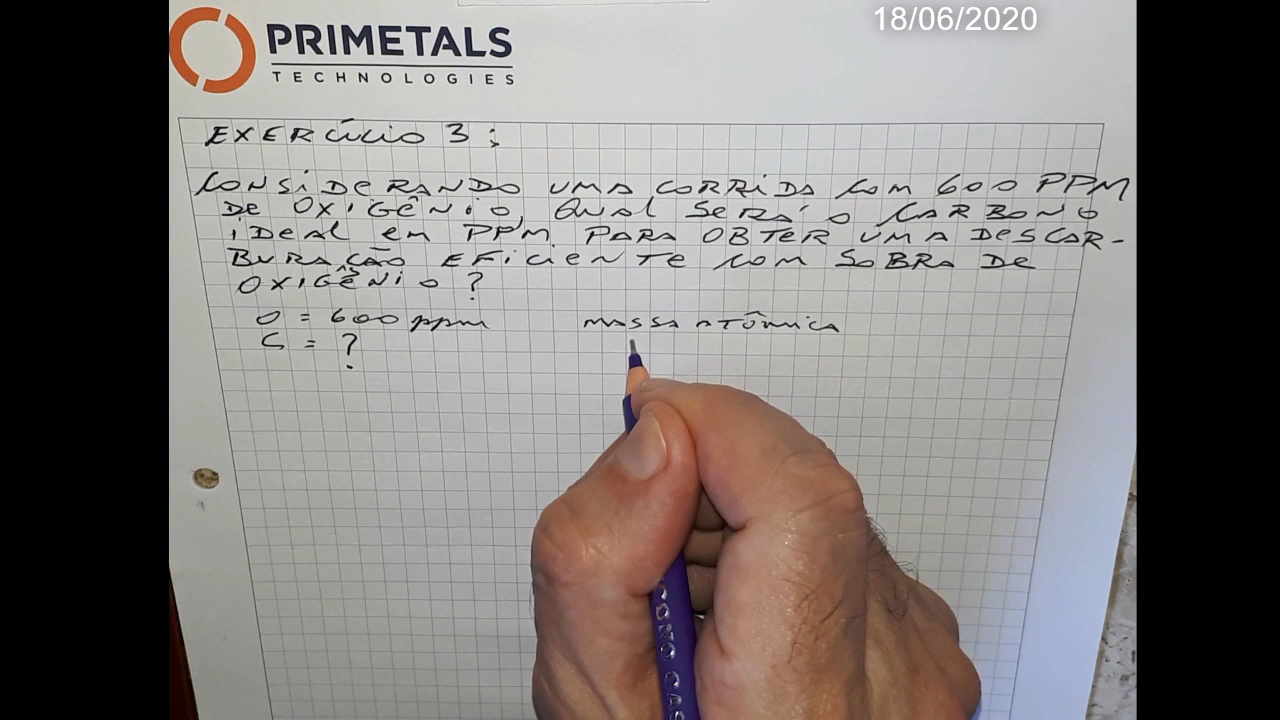 18/06/2020
PRIMETALS
TECHNOLOGIES
EXERCÍCIO 3:
CONSIDERANDO UMA CORRIDA COM 600 PPM
DE OXIGÊNIO, QUAL SERÁ O CARBONO
IDEAL EM PPM PARA OBTER UMA DESCAR-
BURAÇÃO EFICIENTE COM SOBRA DE
OXIGÊNIO?
O = 600 ppm MASSA ATÔMICA
C = ?